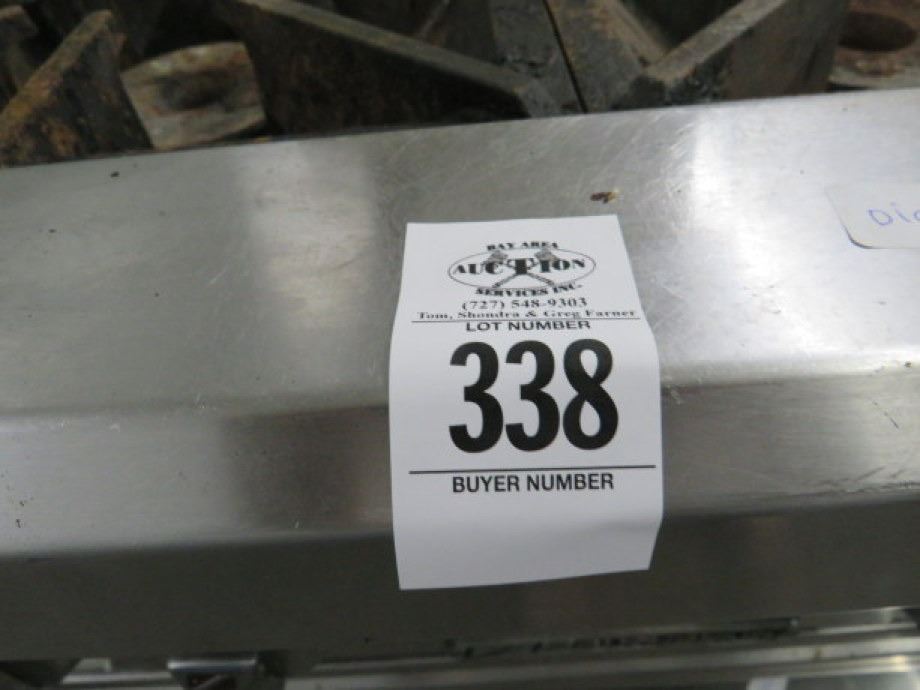 BAY AREA
AUCTION
SERVICES INC.
(727) 548-9303
Tom, Shondra & Greg Farner
LOT NUMBER
338
BUYER NUMBER